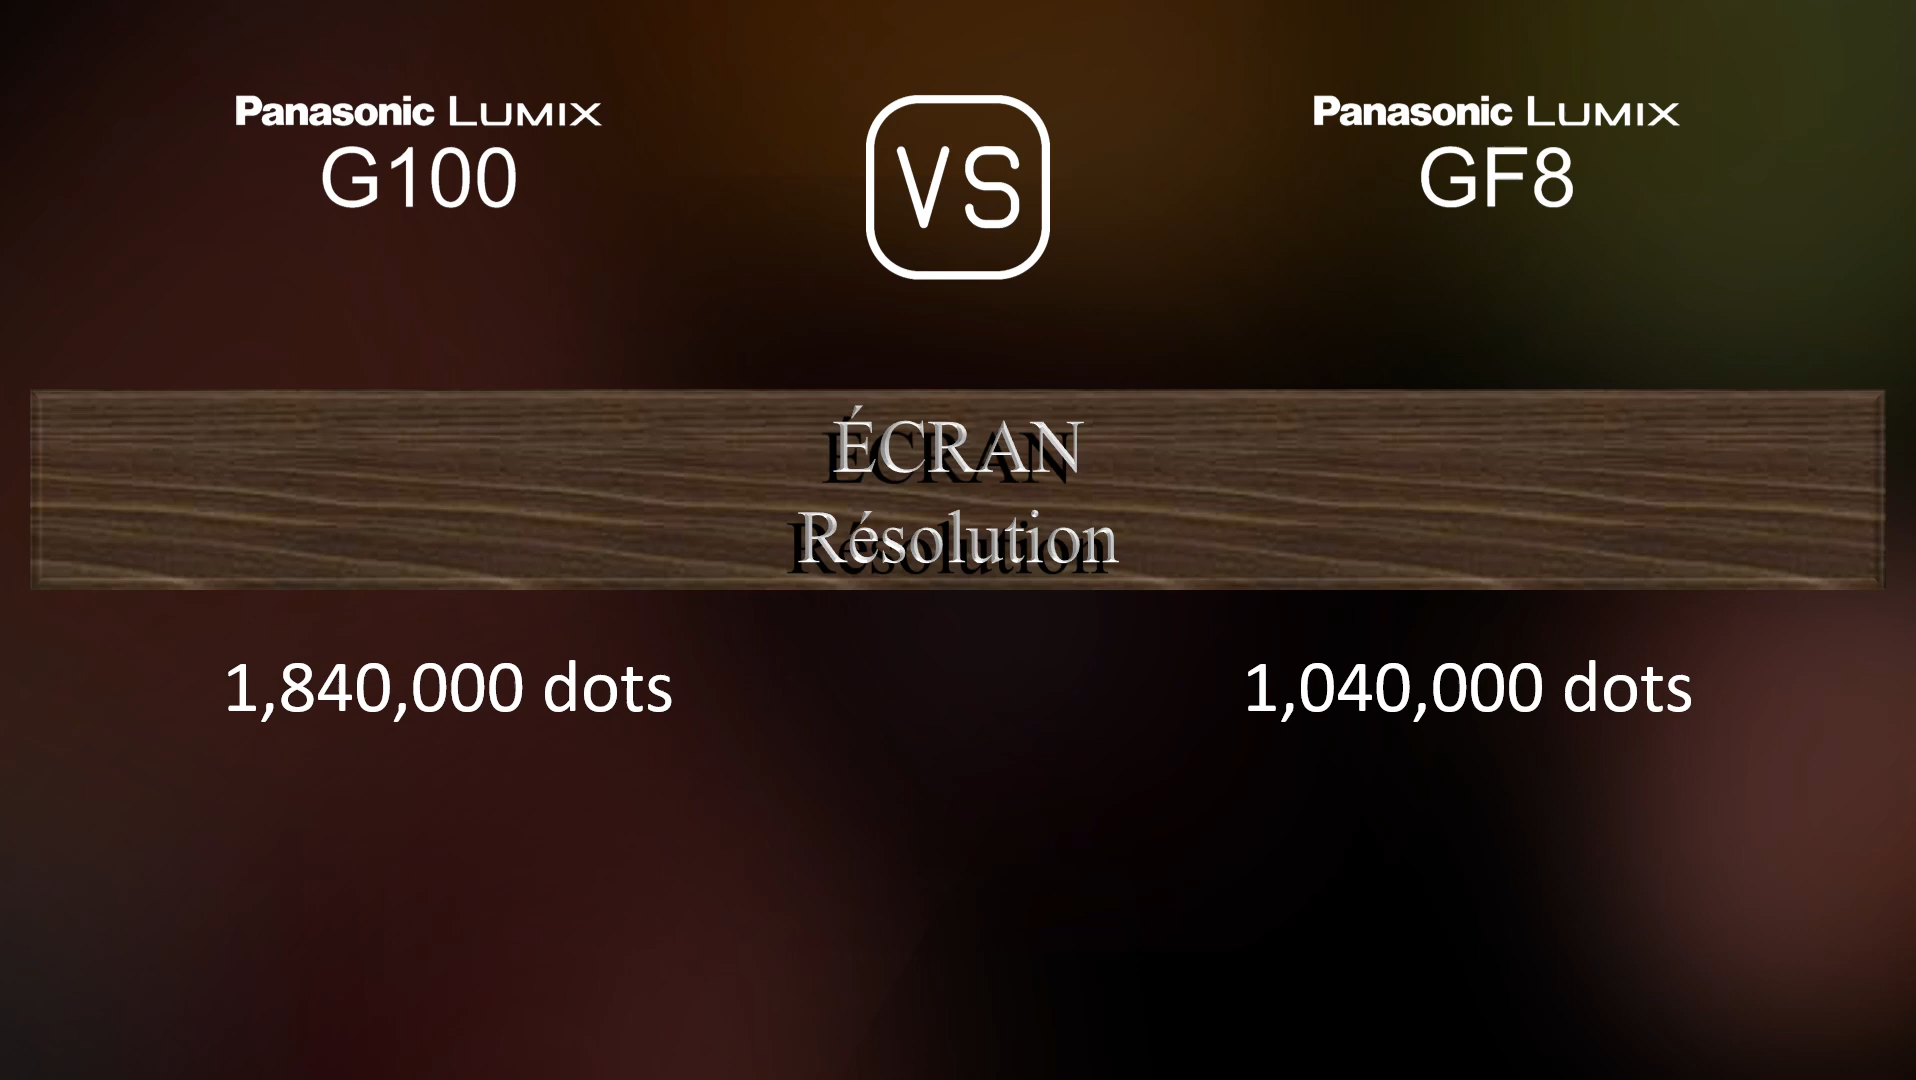 Panasonic LUMIX
G100
VS
Panasonic LUMIX
GF8
ÉCRAN
Résolution
1,840,000 dots
1,040,000 dots